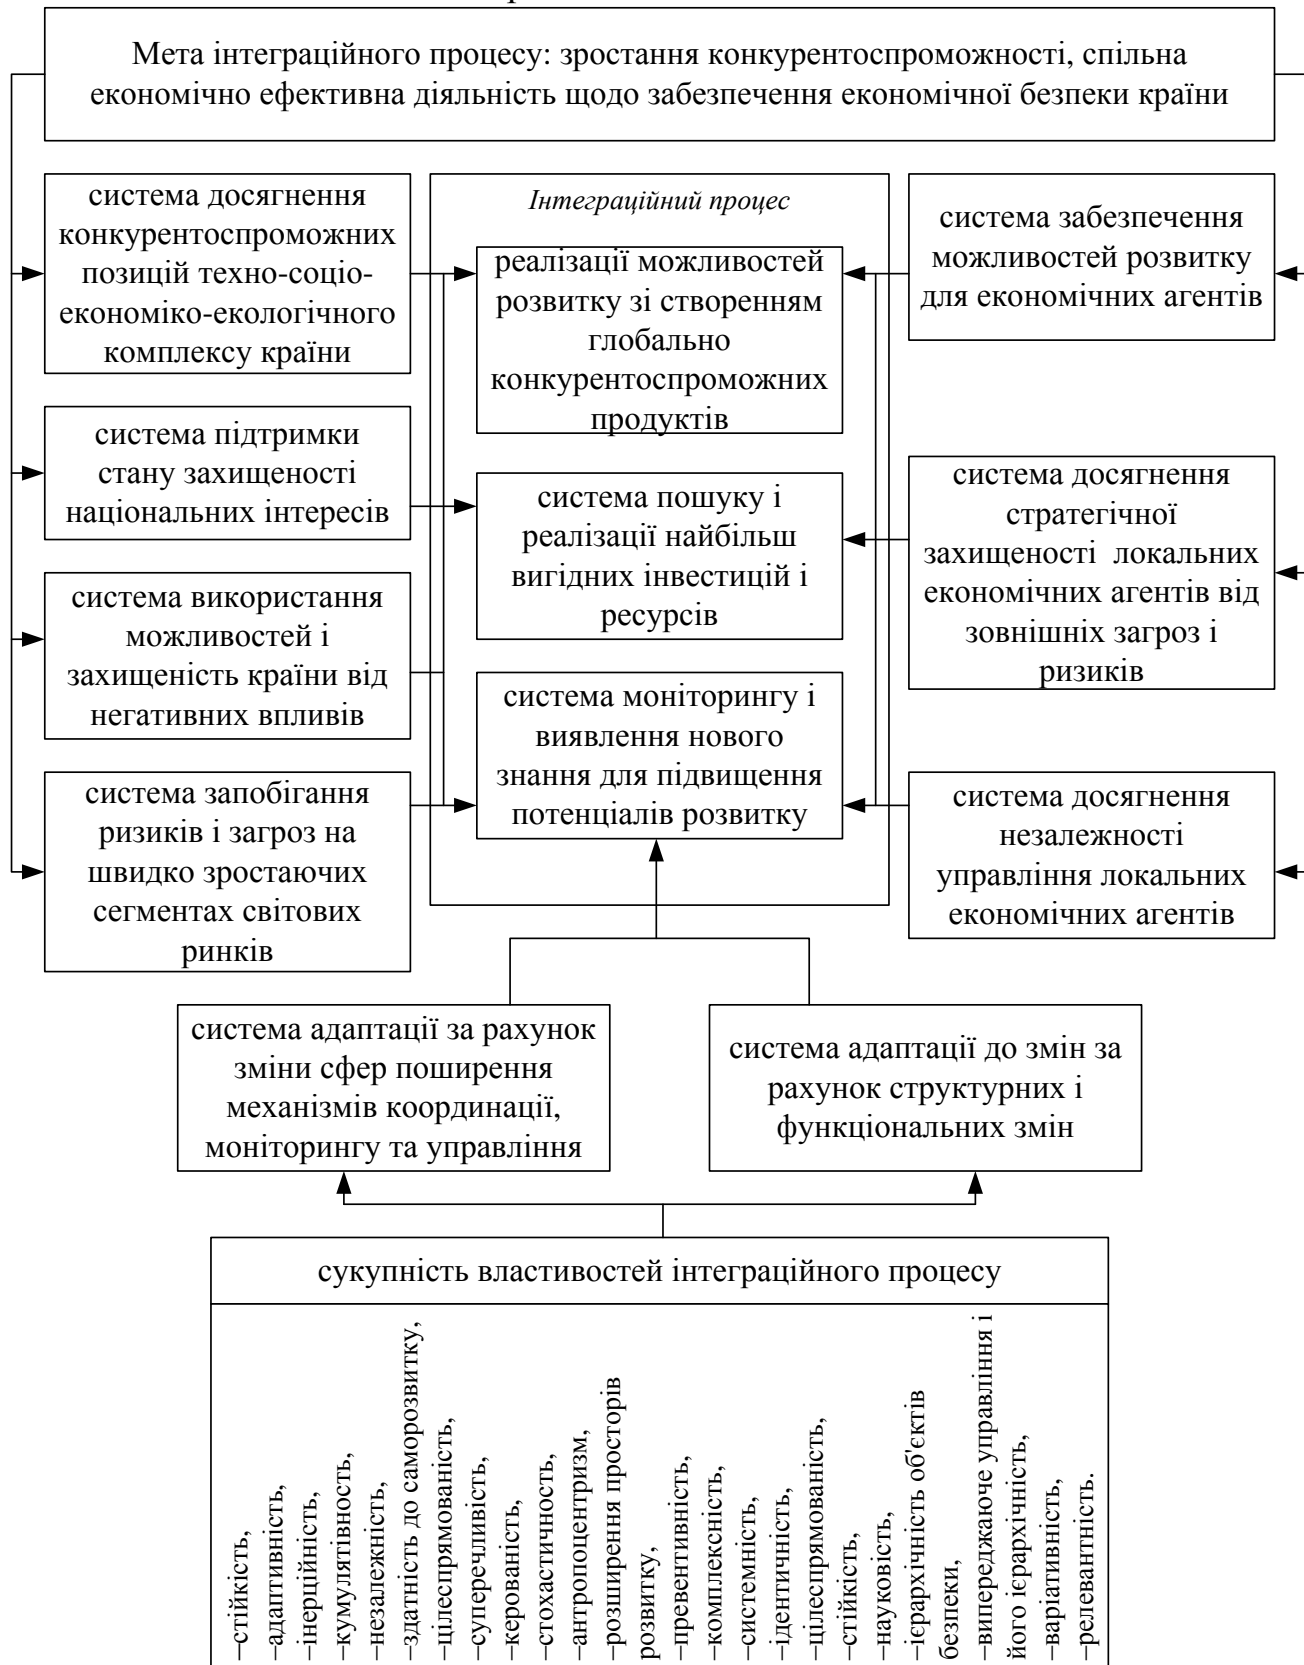 Мета інтеграційного процесу: зростання конкурентоспроможності, спільна
економічно ефективна діяльність щодо забезпечення економічної безпеки країни
система досягнення
конкурентоспроможних
позицій техно-соціо-
економіко-екологічного
комплексу країни
система підтримки
стану захищеності
національних інтересів
система використання
можливостей і
захищеність країни від
негативних впливів
система запобігання
ризиків і загроз на
швидко зростаючих
сегментах світових
ринків
Інтеграційний процес
реалізації можливостей
розвитку зі створенням
глобально
конкурентоспроможних
продуктів
система пошуку і
реалізації найбільш
вигідних інвестицій і
ресурсів
система моніторингу і
виявлення нового
знання для підвищення
потенціалів розвитку
система забезпечення
можливостей розвитку
для економічних агентів
система досягнення
стратегічної
захищеності локальних
економічних агентів від
зовнішніх загроз і
ризиків
система досягнення
незалежності
управління локальних
економічних агентів
система адаптації за рахунок
зміни сфер поширення
механізмів координації,
моніторингу та управління
система адаптації до змін за
рахунок структурних і
функціональних змін
сукупність властивостей інтеграційного процесу
–стійкість,
–адаптивність,
–інерційність,
–кумулятівность,
–незалежність,
–здатність до саморозвитку,
–цілеспрямованість,
–суперечливість,
–керованість,
–стохастичность,
–антропоцентризм,
–розширення просторів
розвитку,
–превентивність,
–комплексність,
–системність,
–ідентичність,
–цілеспрямованість,
–стійкість,
–науковість,
–ієрархічність об'єктів
безпеки,
–випереджаюче управління і
його ієрархічність,
–варіативність,
–релевантність.